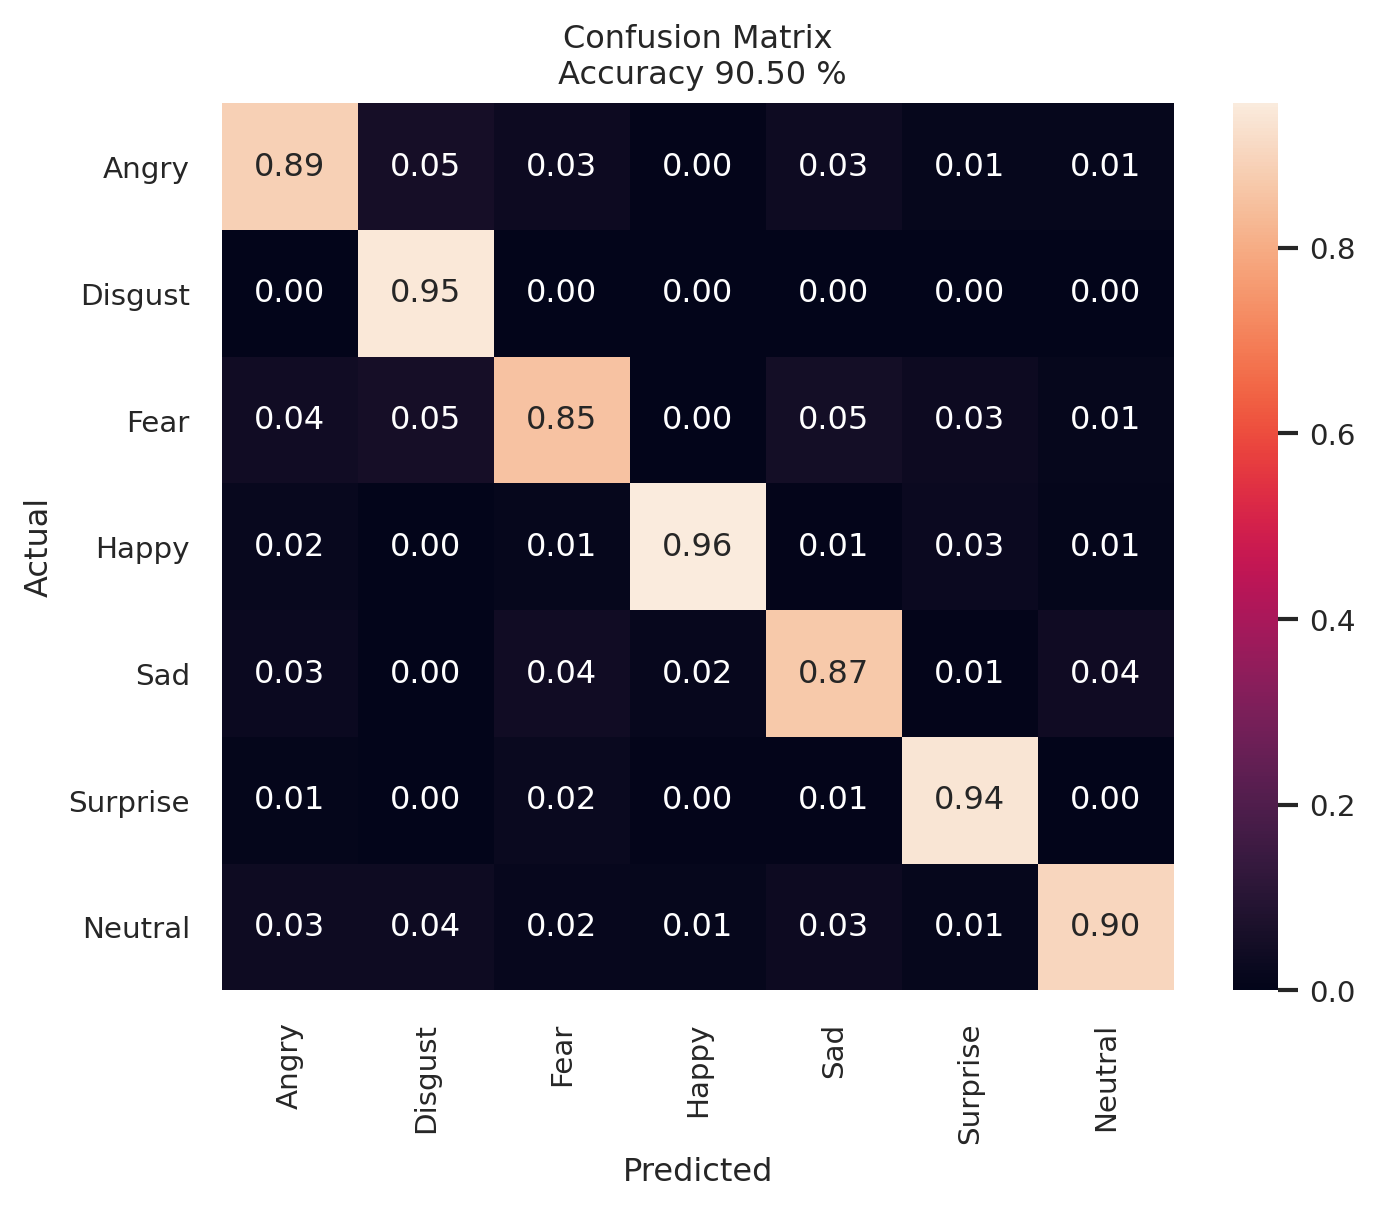 Confusion Matrix
Accuracy 90.50 %
Actual
Angry 0.89 0.05 0.03 0.00 0.03 0.01 0.01
Disgust 0.00 0.95 0.00 0.00 0.00 0.00 0.00
Fear 0.04 0.05 0.85 0.00 0.05 0.03 0.01
Happy 0.02 0.00 0.01 0.96 0.01 0.03 0.01
Sad 0.03 0.00 0.04 0.02 0.87 0.01 0.04
Surprise 0.01 0.00 0.02 0.00 0.01 0.94 0.00
Neutral 0.03 0.04 0.02 0.01 0.03 0.01 0.90
Angry Disgust Fear Happy Sad Surprise Neutral
Predicted
0.8
0.6
0.4
0.2
0.0